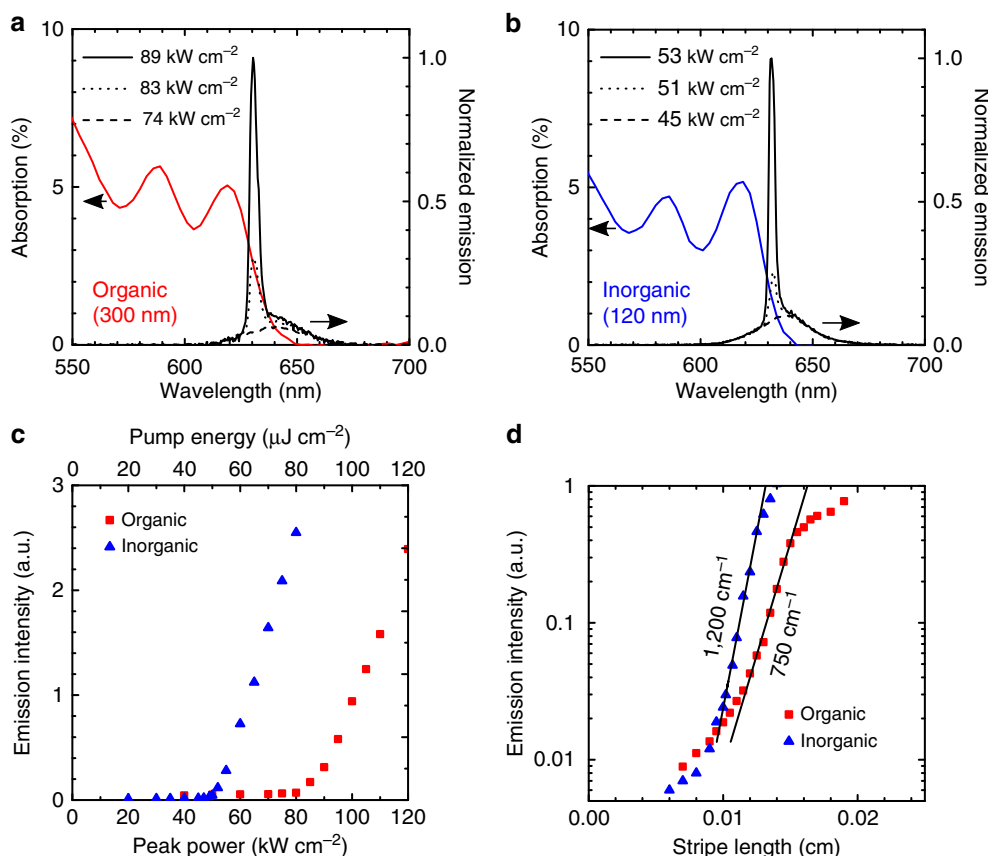 a
10
5
0
550
600
650
700
1.0
0.5
0.0
Absorption (%)
Normalized emission
Wavelength (nm)
89 kW cm⁻²
83 kW cm⁻²
74 kW cm⁻²
Organic
(300 nm)
b
10
5
0
550
600
650
700
1.0
0.5
0.0
Absorption (%)
Normalized emission
Wavelength (nm)
53 kW cm⁻²
51 kW cm⁻²
45 kW cm⁻²
Inorganic
(120 nm)
c
Pump energy (μJ cm⁻²)
0 20 40 60 80 100 120
3
2
1
0
Emission intensity (a.u.)
Organic
Inorganic
0 20 40 60 80 100 120
Peak power (kW cm⁻²)
d
1
0.1
0.01
Emission intensity (a.u.)
1,200 cm⁻¹
750 cm⁻¹
Organic
Inorganic
0.00 0.01 0.02
Stripe length (cm)